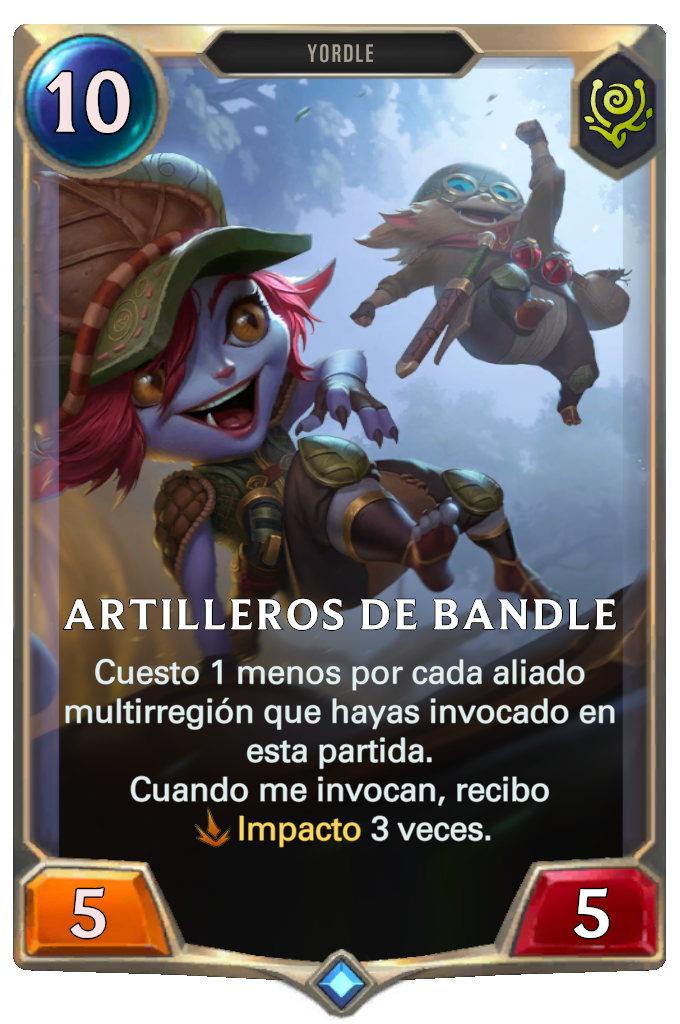 YORDLE
10
ARTILLEROS DE BANDLE
Cuesto 1 menos por cada aliado
multirregión que hayas invocado en
esta partida.
Cuando me invocan, recibo
Impacto 3 veces.
5
5